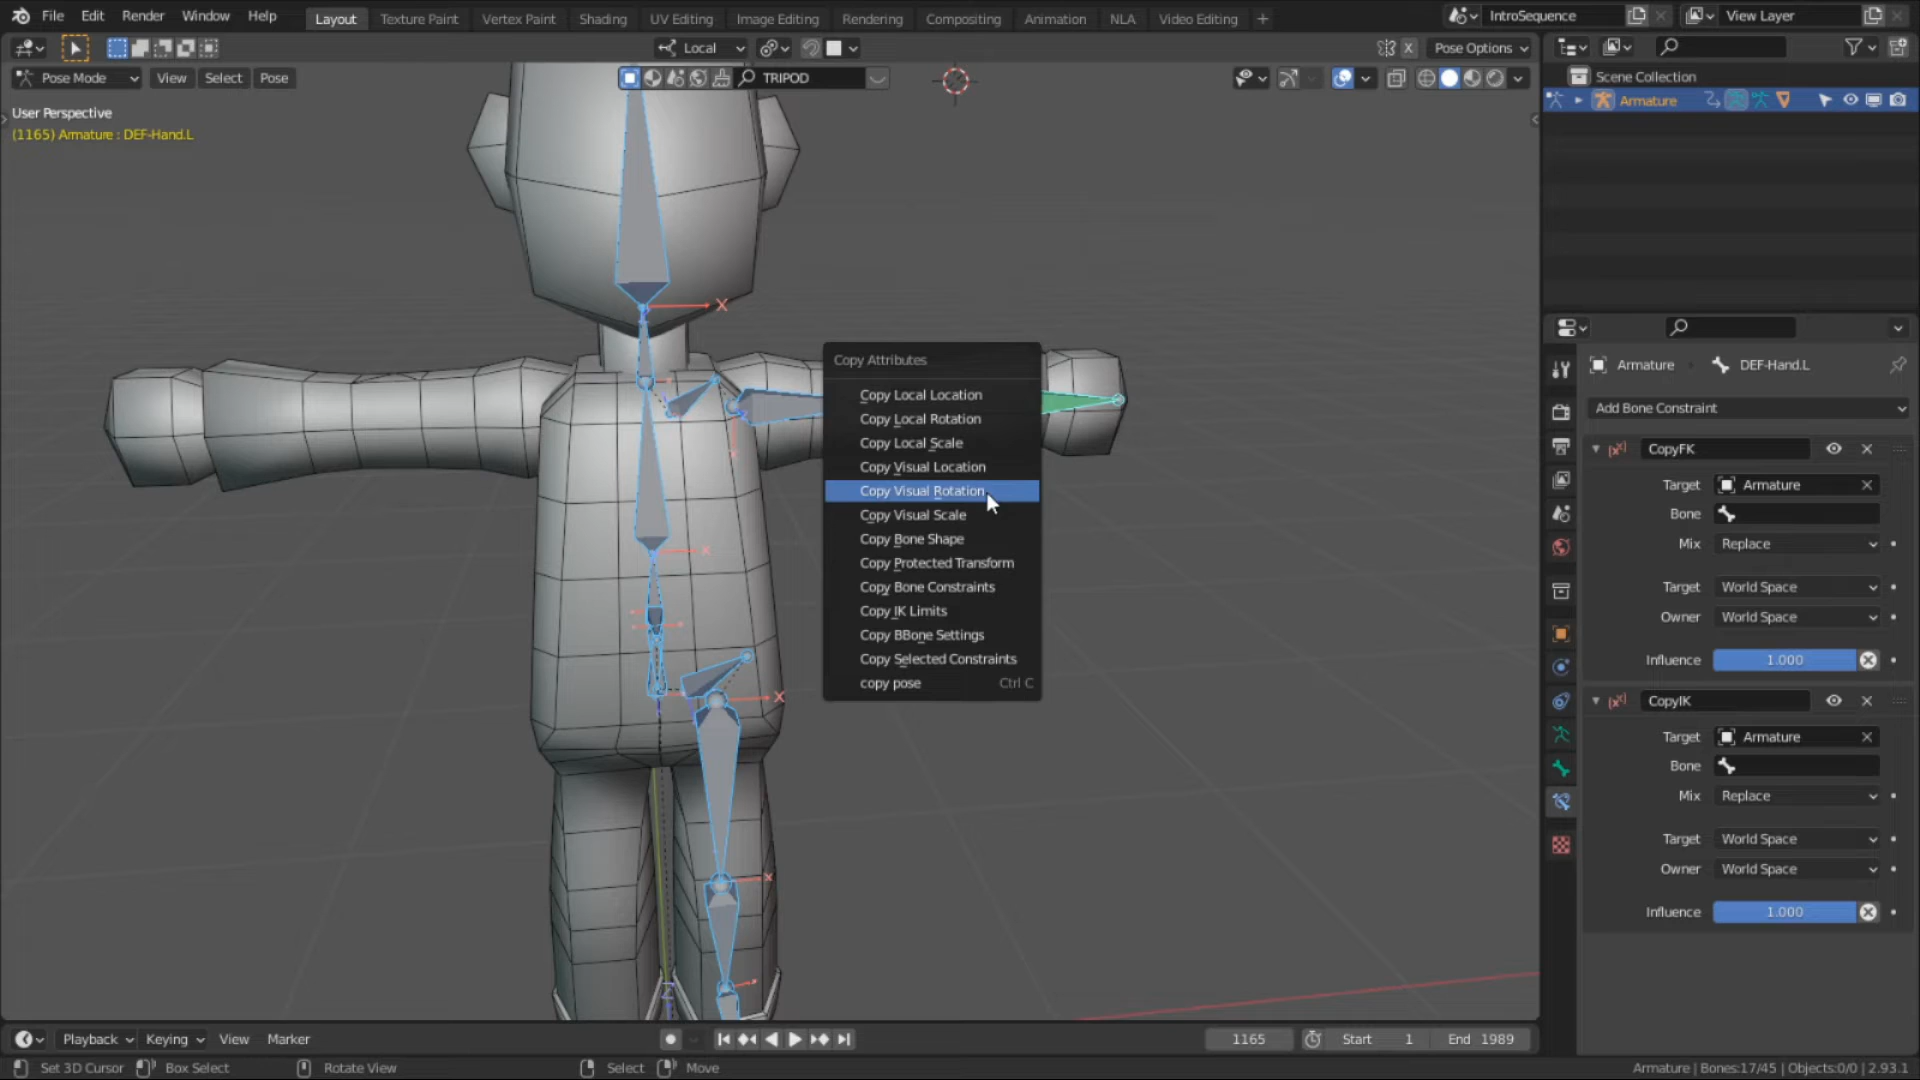 File Edit Render Window Help Layout Texture Paint Vertex Paint Shading UV Editing Image Editing Rendering Compositing Animation NLA Video Editing + IntroSequence View Layer
Local X Pose Options
Pose Mode View Select Pose TRIPOD
User Perspective
(1165) Armature : DEF-Hand.L
Scene Collection
Armature
Armature DEF-Hand.L
Add Bone Constraint
CopyFK
Target Armature
Bone
Mix Replace
Target World Space
Owner World Space
Influence 1.000
CopyIK
Target Armature
Bone
Mix Replace
Target World Space
Owner World Space
Influence 1.000
Copy Attributes
Copy Local Location
Copy Local Rotation
Copy Local Scale
Copy Visual Location
Copy Visual Rotation
Copy Visual Scale
Copy Bone Shape
Copy Protected Transform
Copy Bone Constraints
Copy IK Limits
Copy BBone Settings
Copy Selected Constraints
copy pose Ctrl C
X
X
X
X
X
Playback Keying View Marker 1165 Start 1 End 1989
Set 3D Cursor Box Select Rotate View Select Move Armature | Bones:17/45 | Objects:0/0 | 2.93.1